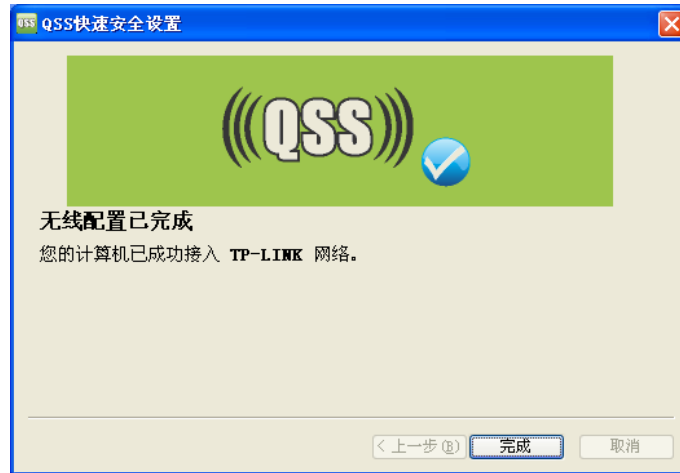 QSS QSS快速安全设置
(((QSS)))
无线配置已完成
您的计算机已成功接入 TP-LINK 网络。
< 上一步(B) 完成 取消